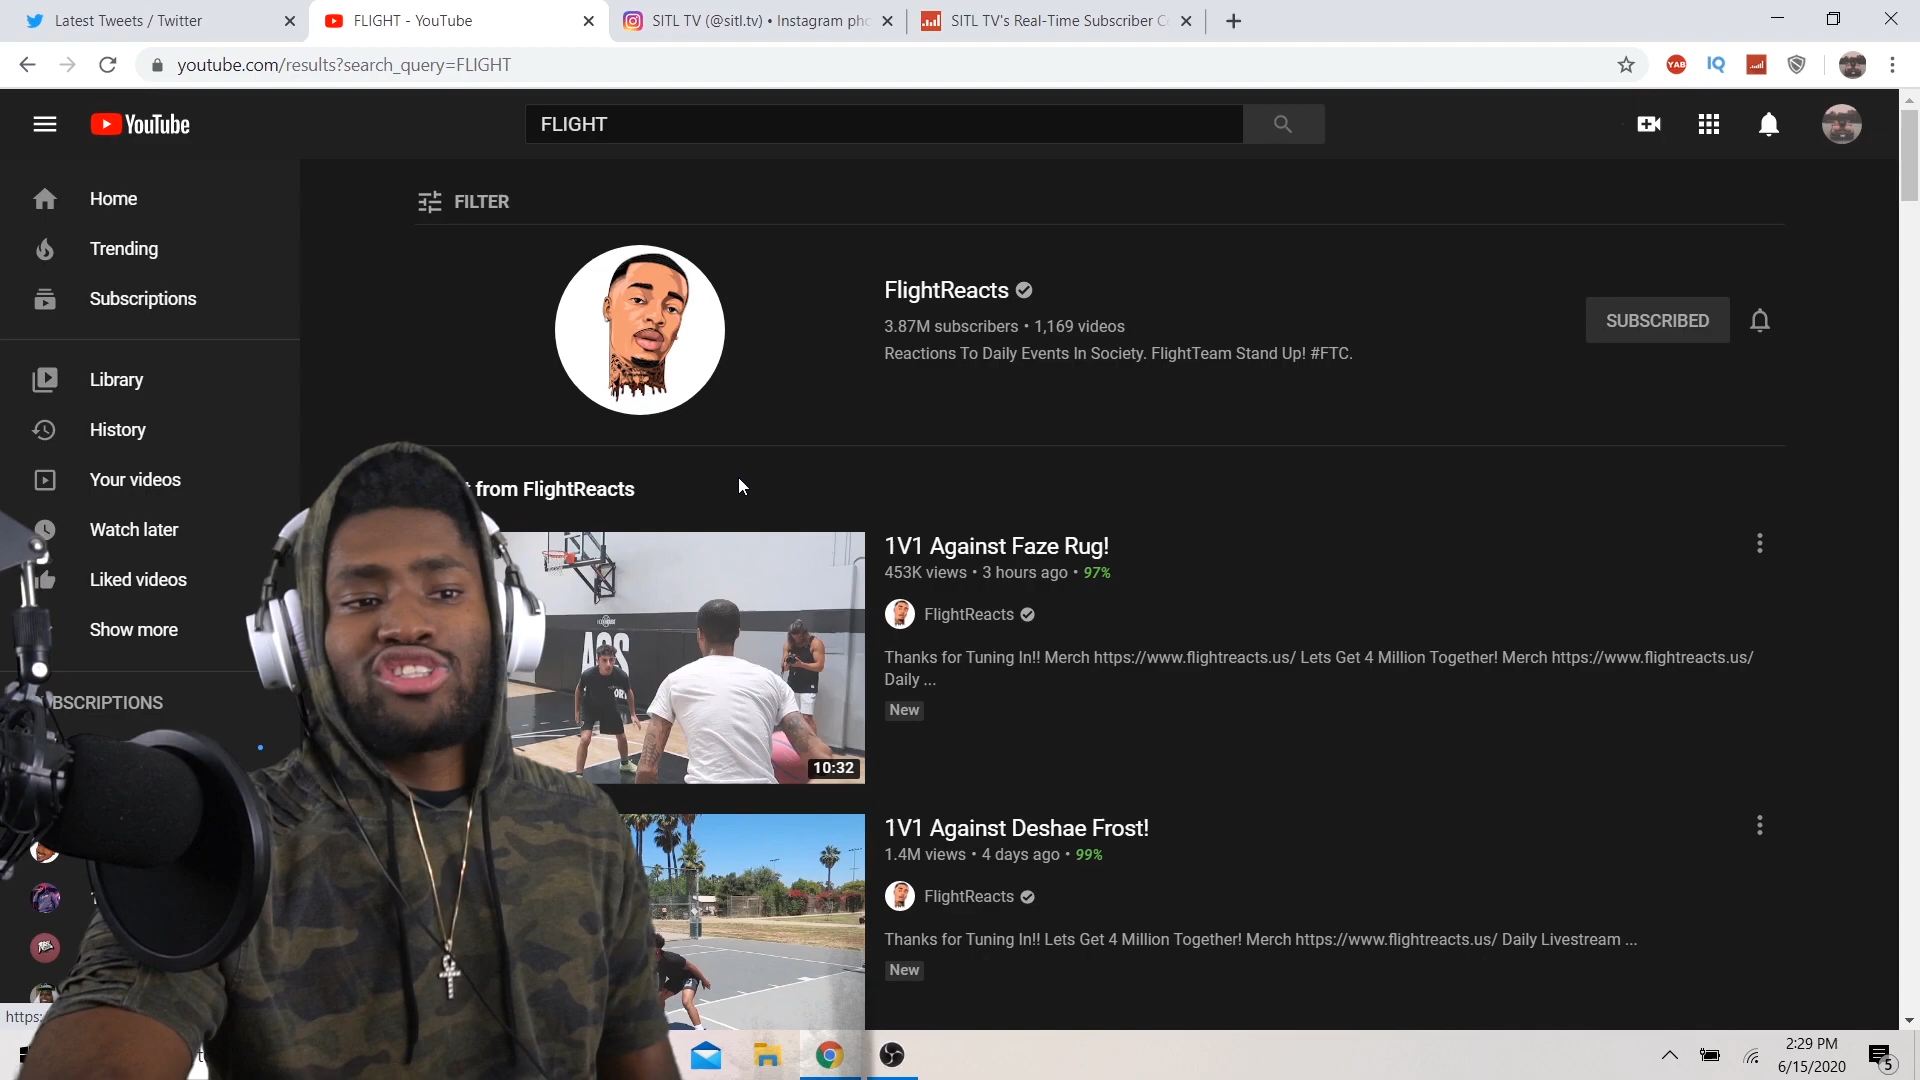 Latest Tweets / Twitter
FLIGHT - YouTube
SITL TV (@sitl.tv) • Instagram pho
SITL TV's Real-Time Subscriber C
youtube.com/results?search_query=FLIGHT
YAB
IQ
YouTube
FLIGHT
Home
Trending
Subscriptions
Library
History
Your videos
Watch later
Liked videos
Show more
BSCRIPTIONS
FILTER
FlightReacts
3.87M subscribers • 1,169 videos
Reactions To Daily Events In Society. FlightTeam Stand Up! #FTC.
SUBSCRIBED
from FlightReacts
10:32
1V1 Against Faze Rug!
453K views • 3 hours ago • 97%
FlightReacts
Thanks for Tuning In!! Merch https://www.flightreacts.us/ Lets Get 4 Million Together! Merch https://www.flightreacts.us/
Daily ...
New
1V1 Against Deshae Frost!
1.4M views • 4 days ago • 99%
FlightReacts
Thanks for Tuning In!! Lets Get 4 Million Together! Merch https://www.flightreacts.us/ Daily Livestream ...
New
https:
2:29 PM
6/15/2020
5